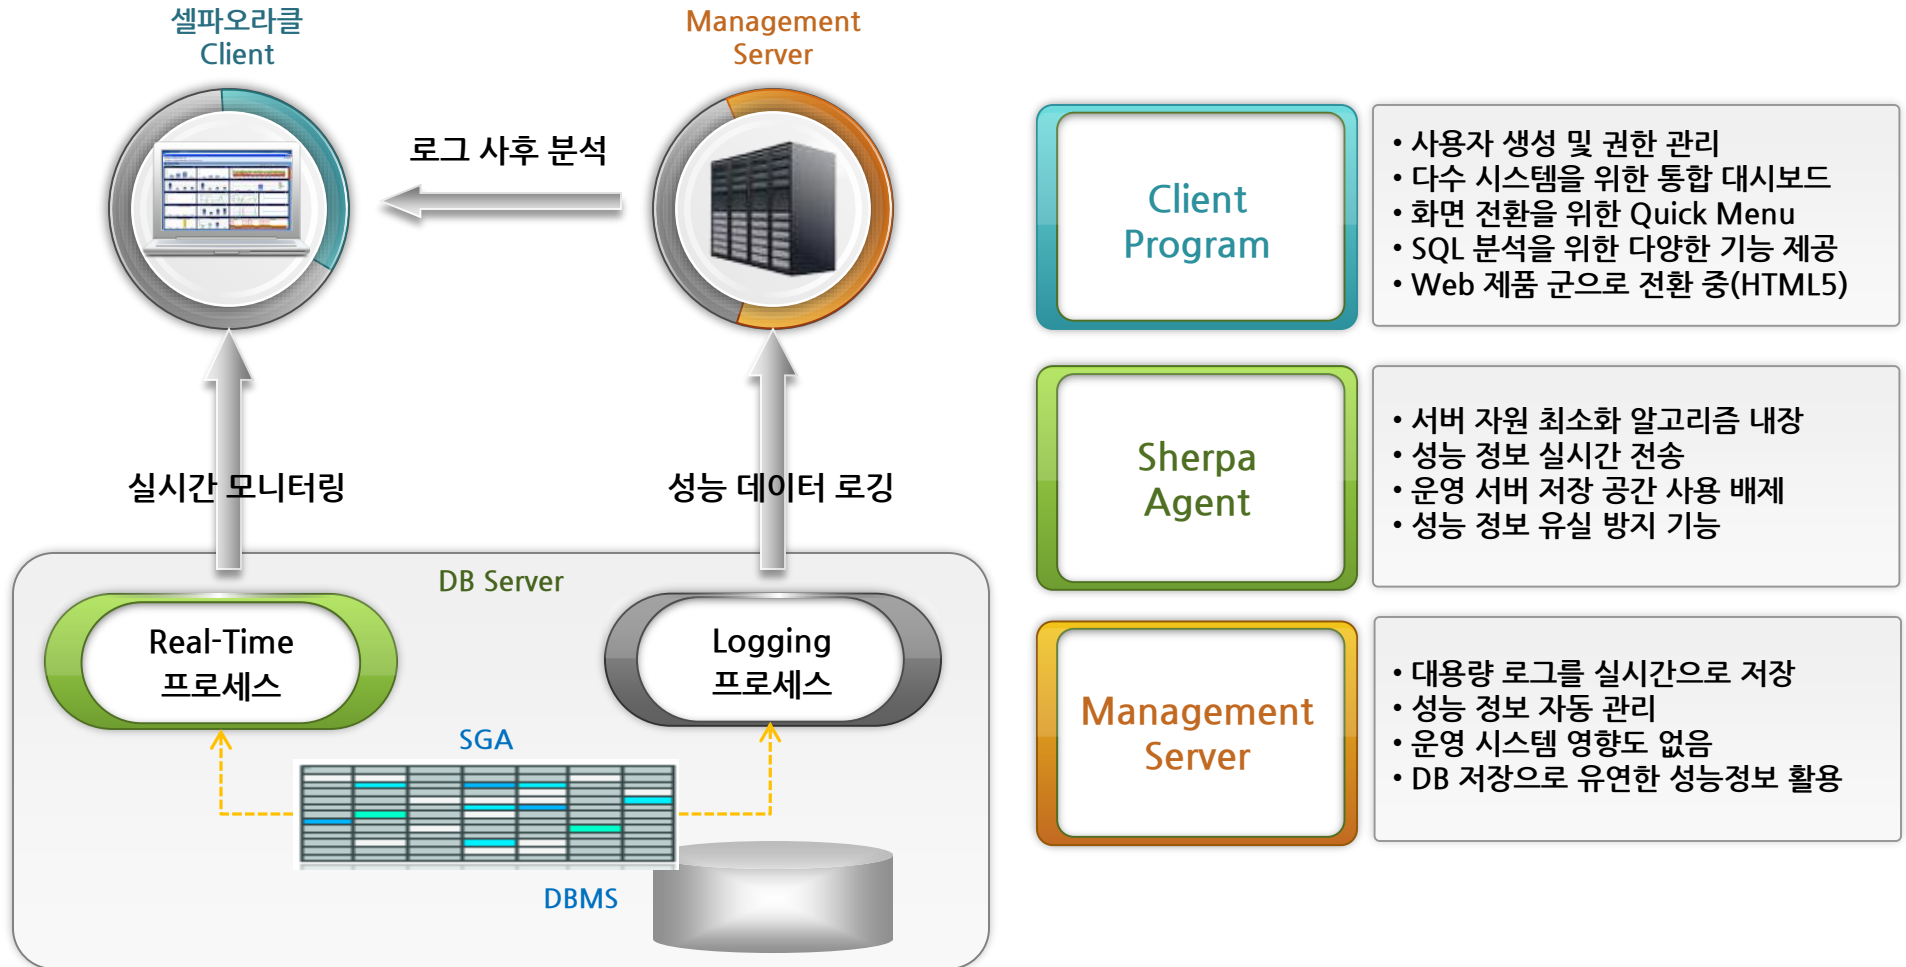 셀파오라클
Client
Management
Server
로그 사후 분석
실시간 모니터링
성능 데이터 로깅
DB Server
Real-Time
프로세스
Logging
프로세스
SGA
DBMS
Client
Program
• 사용자 생성 및 권한 관리
• 다수 시스템을 위한 통합 대시보드
• 화면 전환을 위한 Quick Menu
• SQL 분석을 위한 다양한 기능 제공
• Web 제품 군으로 전환 중(HTML5)
Sherpa
Agent
• 서버 자원 최소화 알고리즘 내장
• 성능 정보 실시간 전송
• 운영 서버 저장 공간 사용 배제
• 성능 정보 유실 방지 기능
Management
Server
• 대용량 로그를 실시간으로 저장
• 성능 정보 자동 관리
• 운영 시스템 영향도 없음
• DB 저장으로 유연한 성능정보 활용